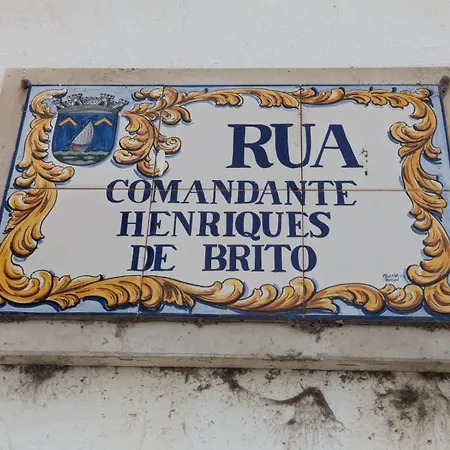 RUA
COMANDANTE
HENRIQUES
DE BRITO